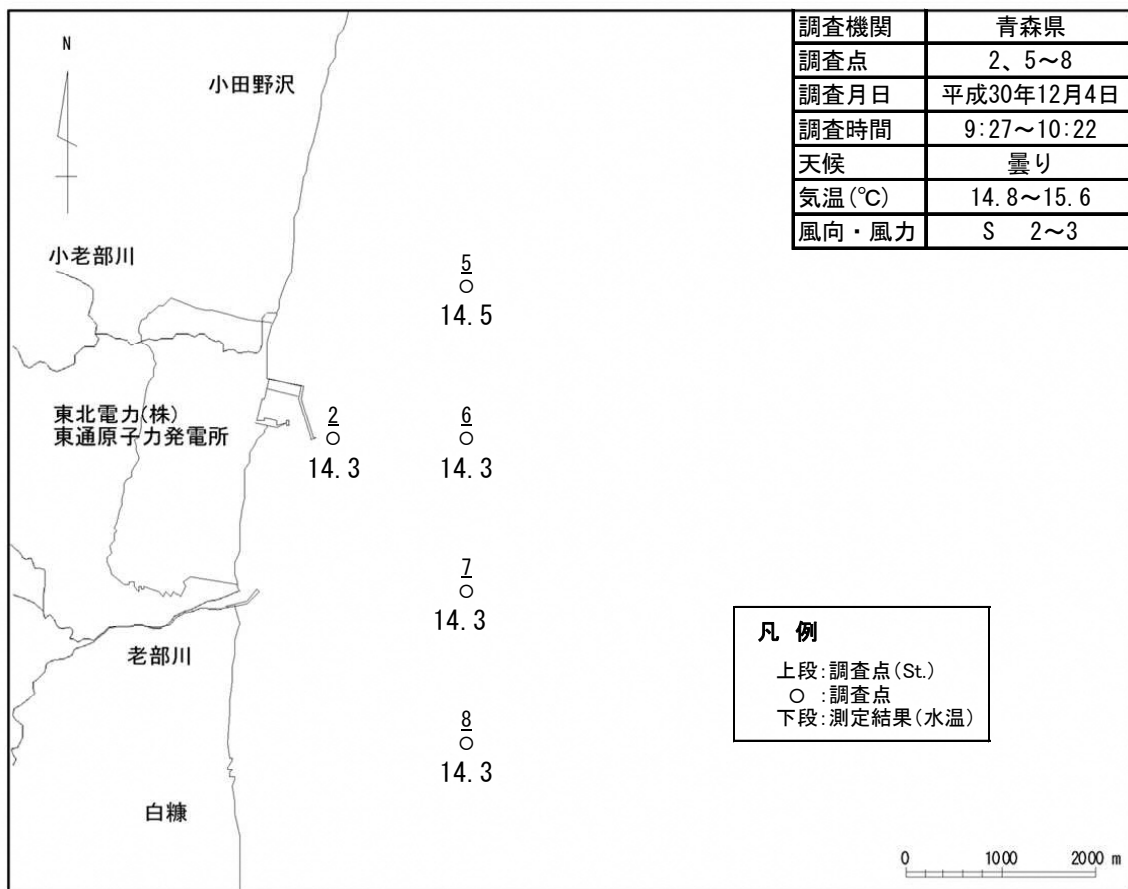 調査機関 青森県
調査点 2、5～8
調査月日 平成30年12月4日
調査時間 9:27～10:22
天候 曇り
気温(℃) 14.8～15.6
風向・風力 S 2～3
N
小田野沢
小老部川
5
14.5
東北電力(株)
東通原子力発電所
2
14.3
6
14.3
7
14.3
老部川
8
14.3
白糠
凡 例
上段:調査点(St.)
○ :調査点
下段:測定結果(水温)
0 1000 2000 m